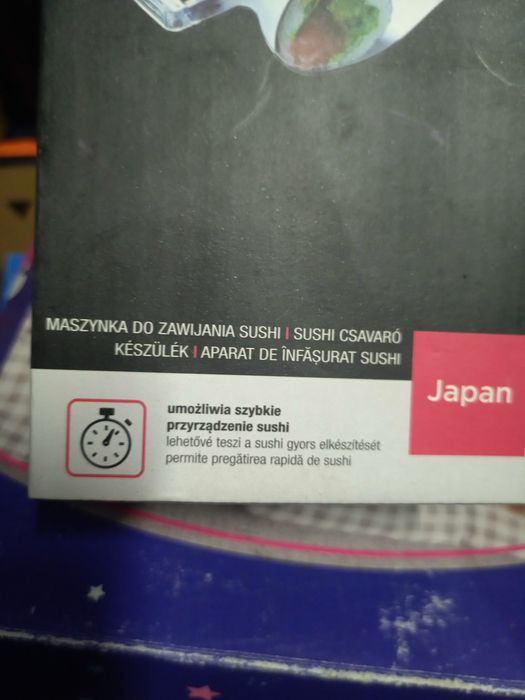 MASZYNKA DO ZAWIJANIA SUSHI | SUSHI CSAVARÓ
KÉSZÜLÉK | APARAT DE ÎNFĂȘURAT SUSHI
Japan
umożliwia szybkie
przyrządzenie sushi
lehetővé teszi a sushi gyors elkészítését
permite pregătirea rapidă de sushi